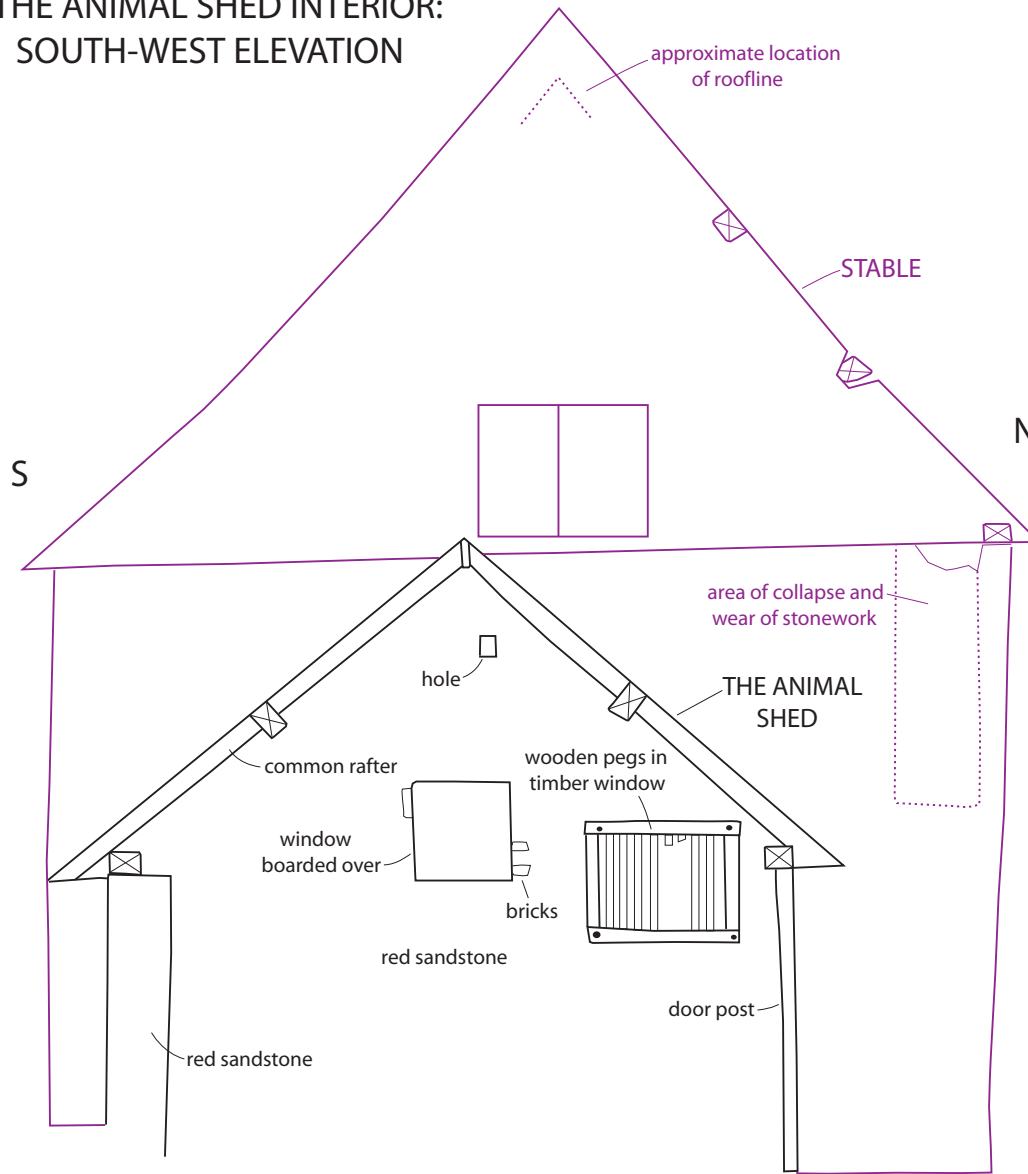 THE ANIMAL SHED INTERIOR:
SOUTH-WEST ELEVATION
approximate location
of roofline
STABLE
N
S
area of collapse and
wear of stonework
hole
THE ANIMAL
SHED
common rafter
wooden pegs in
timber window
window
boarded over
bricks
red sandstone
door post
red sandstone